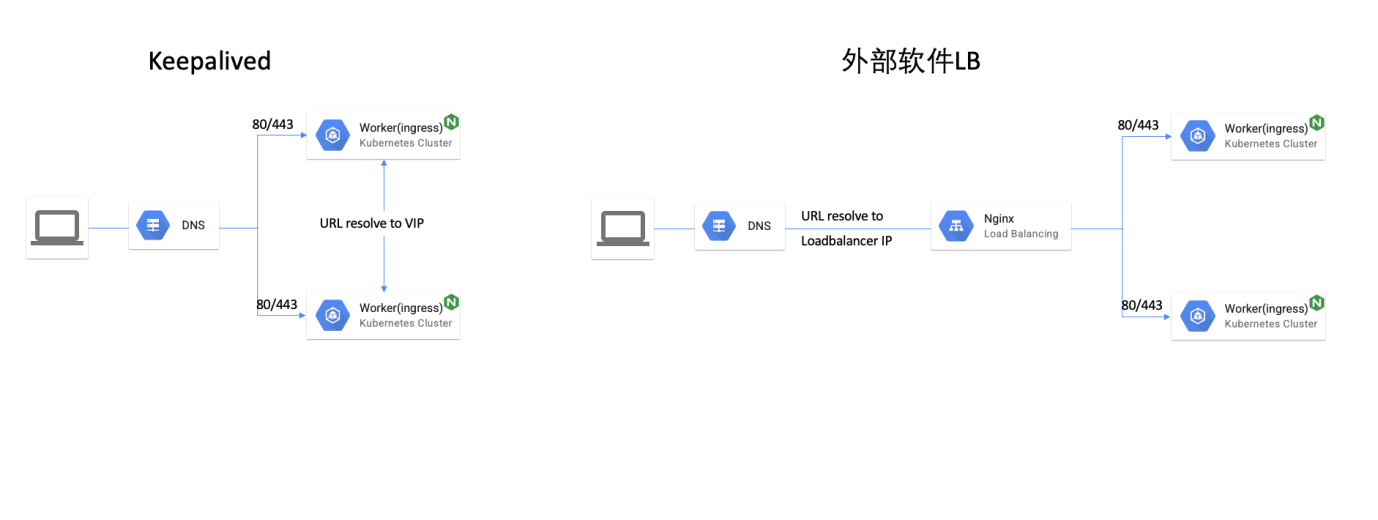 Keepalived
80/443
Worker(ingress)
Kubernetes Cluster
DNS
URL resolve to VIP
80/443
Worker(ingress)
Kubernetes Cluster
外部软件LB
80/443
Worker(ingress)
Kubernetes Cluster
DNS
URL resolve to
Loadbalancer IP
Nginx
Load Balancing
80/443
Worker(ingress)
Kubernetes Cluster